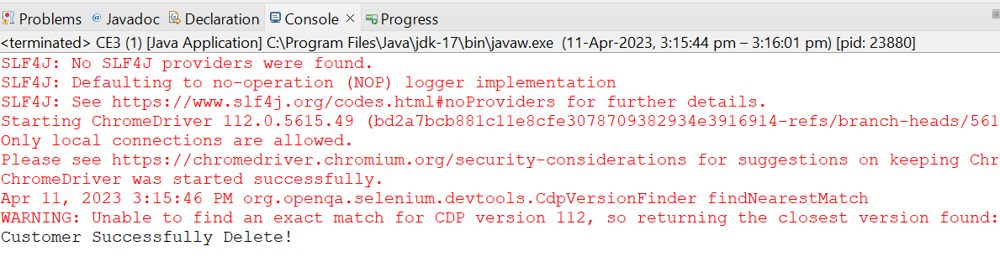 Problems @ Javadoc Declaration Console × Progress
<terminated> CE3 (1) [Java Application] C:\Program Files\Java\jdk-17\bin\javaw.exe (11-Apr-2023, 3:15:44 pm – 3:16:01 pm) [pid: 23880]
SLF4J: No SLF4J providers were found.
SLF4J: Defaulting to no-operation (NOP) logger implementation
SLF4J: See https://www.slf4j.org/codes.html#noProviders for further details.
Starting ChromeDriver 112.0.5615.49 (bd2a7bcb881c11e8cfe3078709382934e3916914-refs/branch-heads/561
Only local connections are allowed.
Please see https://chromedriver.chromium.org/security-considerations for suggestions on keeping Chr
ChromeDriver was started successfully.
Apr 11, 2023 3:15:46 PM org.openqa.selenium.devtools.CdpVersionFinder findNearestMatch
WARNING: Unable to find an exact match for CDP version 112, so returning the closest version found:
Customer Successfully Delete!